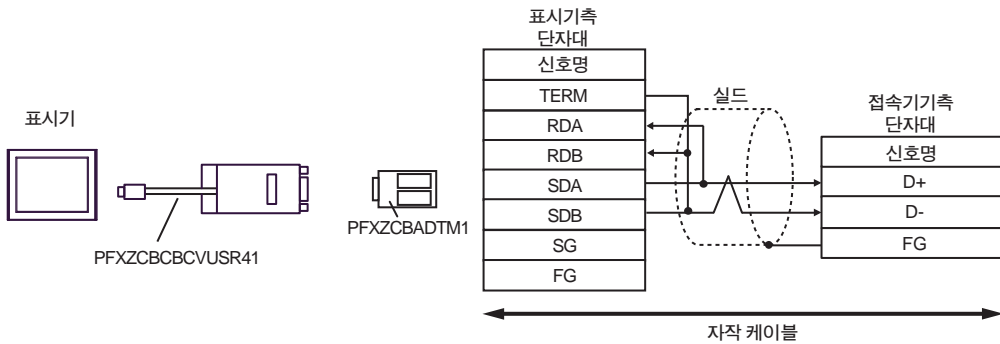 표시기
PFXZCBCBCVUSR41
PFXZCBADTM1
표시기측
단자대
신호명
TERM
RDA
RDB
SDA
SDB
SG
FG
실드
접속기기측
단자대
신호명
D+
D-
FG
자작 케이블